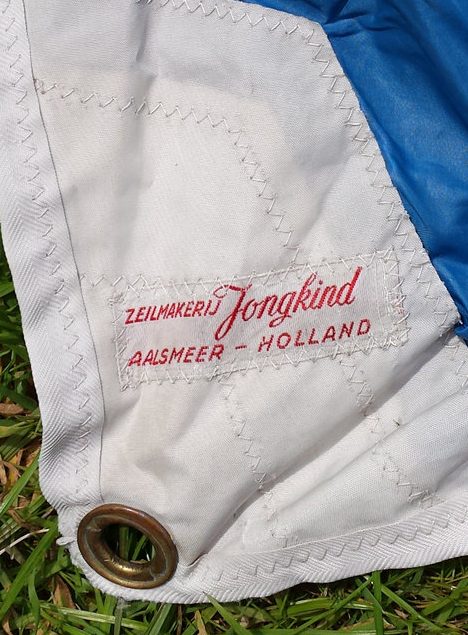 ZEILMAKERIJ Jongkind
AALSMEER - HOLLAND